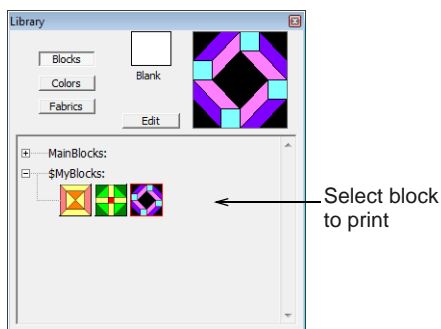 Library
Blocks
Colors
Fabrics
Blank
Edit
MainBlocks:
$MyBlocks:
Select block
to print